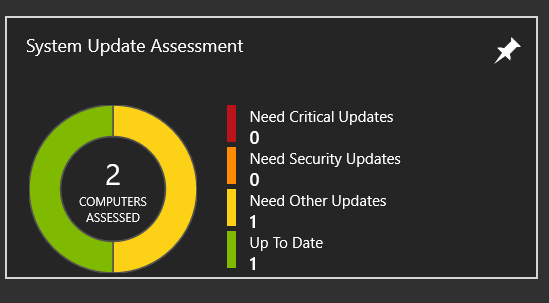 System Update Assessment
2
COMPUTERS
ASSESSED
Need Critical Updates
0
Need Security Updates
0
Need Other Updates
1
Up To Date
1